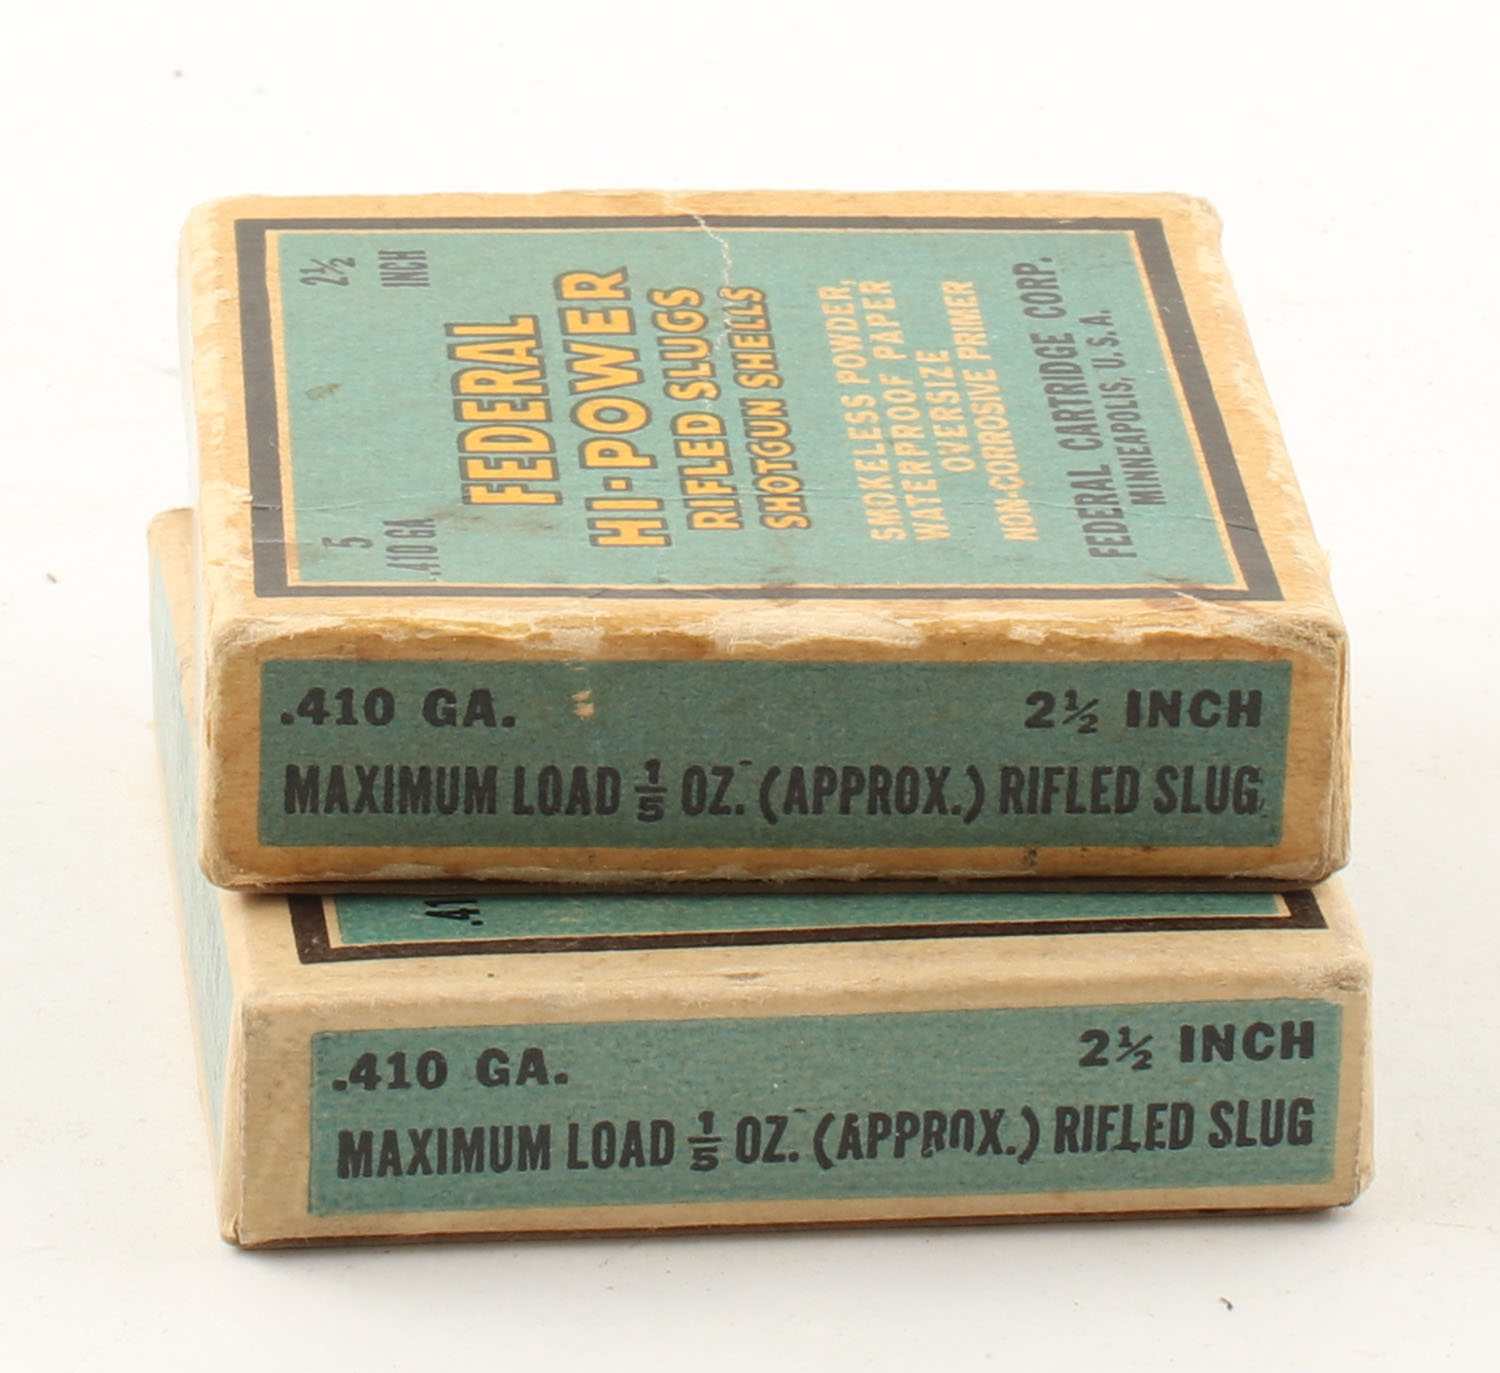 5
.410 GA
2½
INCH
FEDERAL
HI-POWER
RIFLED SLUGS
SHOTGUN SHELLS
SMOKELESS POWDER,
WATERPROOF PAPER
OVERSIZE
NON-CORROSIVE PRIMER
FEDERAL CARTRIDGE CORP.
MINNEAPOLIS, U.S.A.
.410 GA. 2½ INCH
MAXIMUM LOAD 1/5 OZ. (APPROX.) RIFLED SLUG
.41
.410 GA. 2½ INCH
MAXIMUM LOAD 1/5 OZ. (APPROX.) RIFLED SLUG